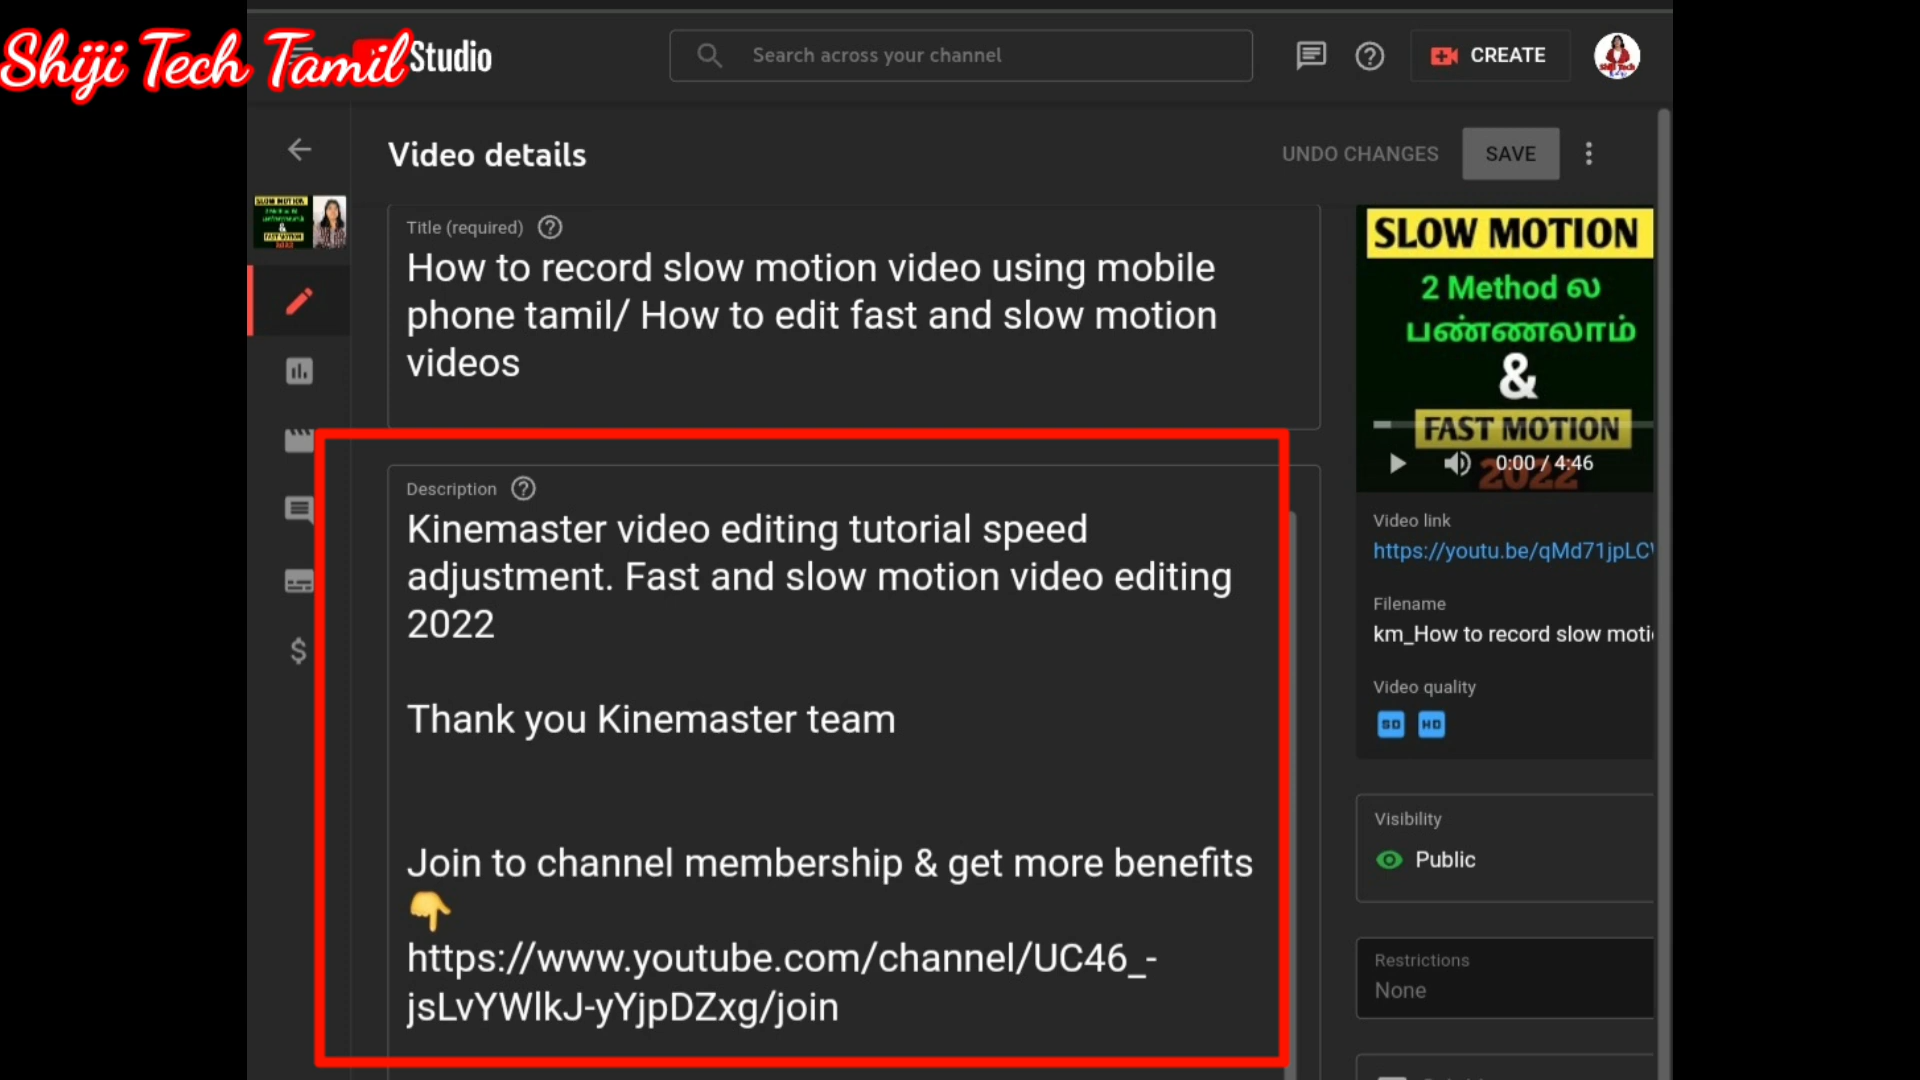 Shiji Tech Tamil
Studio
Search across your channel
CREATE
Video details
UNDO CHANGES
SAVE
SLOW MOTION
FAST MOTION
2022
Title (required)
How to record slow motion video using mobile
phone tamil/ How to edit fast and slow motion
videos
Description
Kinemaster video editing tutorial speed
adjustment. Fast and slow motion video editing
2022
Thank you Kinemaster team
Join to channel membership & get more benefits
👇
https://www.youtube.com/channel/UC46_-
jsLvYWlkJ-yYjpDZxg/join
SLOW MOTION
2 Method ல
பண்ணலாம்
&
FAST MOTION
0:00 / 4:46
2022
Video link
https://youtu.be/qMd71jpLC
Filename
km_How to record slow moti
Video quality
SD HD
Visibility
Public
Restrictions
None